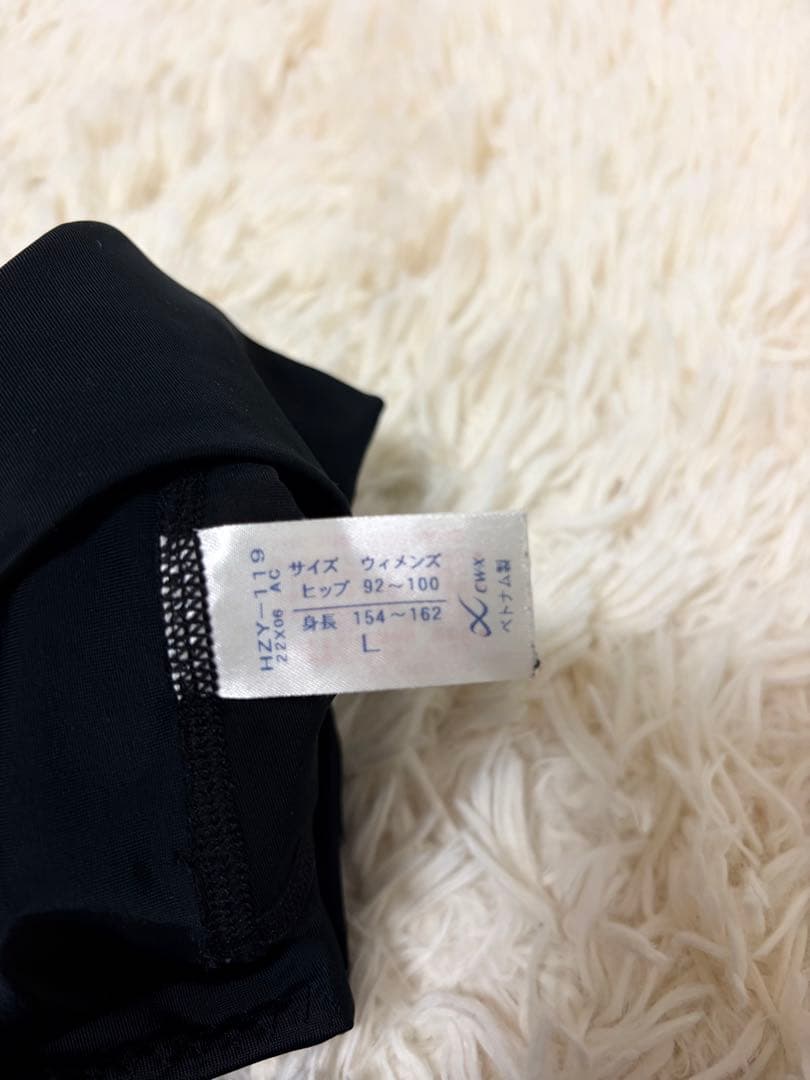 HZY-119
22X06 AC
サイズ ウィメンズ
ヒップ 92〜100
身長 154〜162
L
CWX
ベトナム製